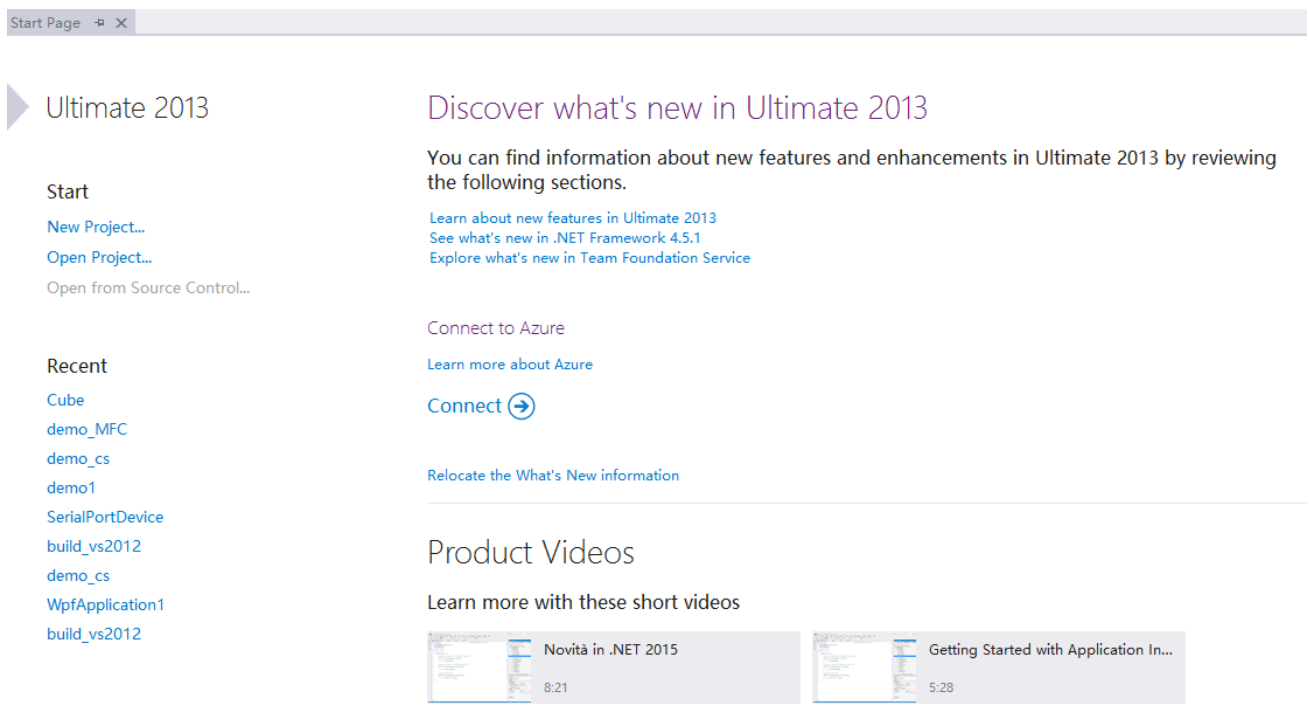 Start Page
Ultimate 2013
Start
New Project...
Open Project...
Open from Source Control...
Recent
Cube
demo_MFC
demo_cs
demo1
SerialPortDevice
build_vs2012
demo_cs
WpfApplication1
build_vs2012
Discover what's new in Ultimate 2013
You can find information about new features and enhancements in Ultimate 2013 by reviewing
the following sections.
Learn about new features in Ultimate 2013
See what's new in .NET Framework 4.5.1
Explore what's new in Team Foundation Service
Connect to Azure
Learn more about Azure
Connect
Relocate the What's New information
Product Videos
Learn more with these short videos
Novità in .NET 2015
8:21
Getting Started with Application In...
5:28